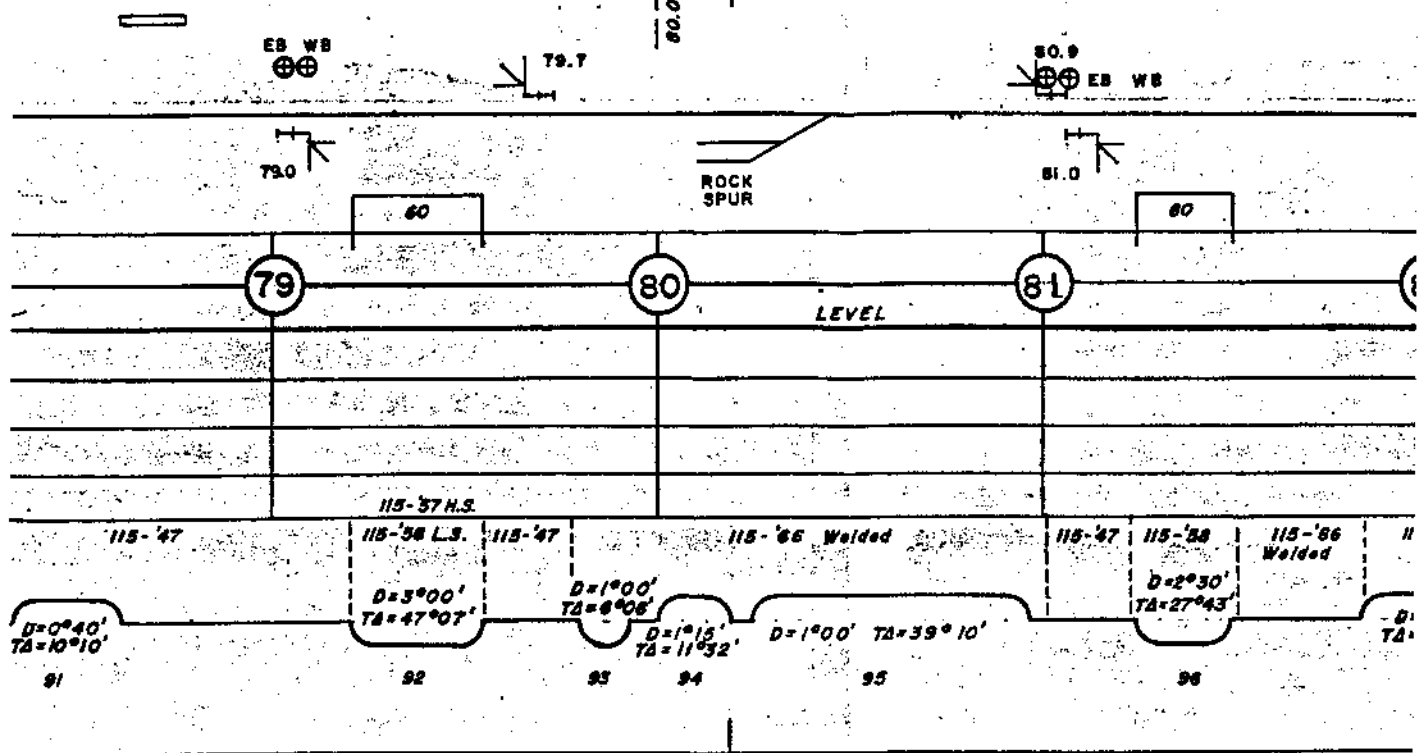 80.0
EB WB
79.7
80.9
EB WB
79.0
ROCK
SPUR
81.0
60
60
79
80
81
LEVEL
115-'57 H.S.
115-'47
115-'58 L.S.
115-'47
115-'66 Welded
115-'47
115-'58
115-'66
Welded
D=0°40'
TΔ=10°10'
D=3°00'
TΔ=47°07'
D=1°00'
TΔ=6°06'
D=1°15'
TΔ=11°32'
D=1°00' TΔ=39°10'
D=2°30'
TΔ=27°43'
TΔ=
91
92
93
94
95
96